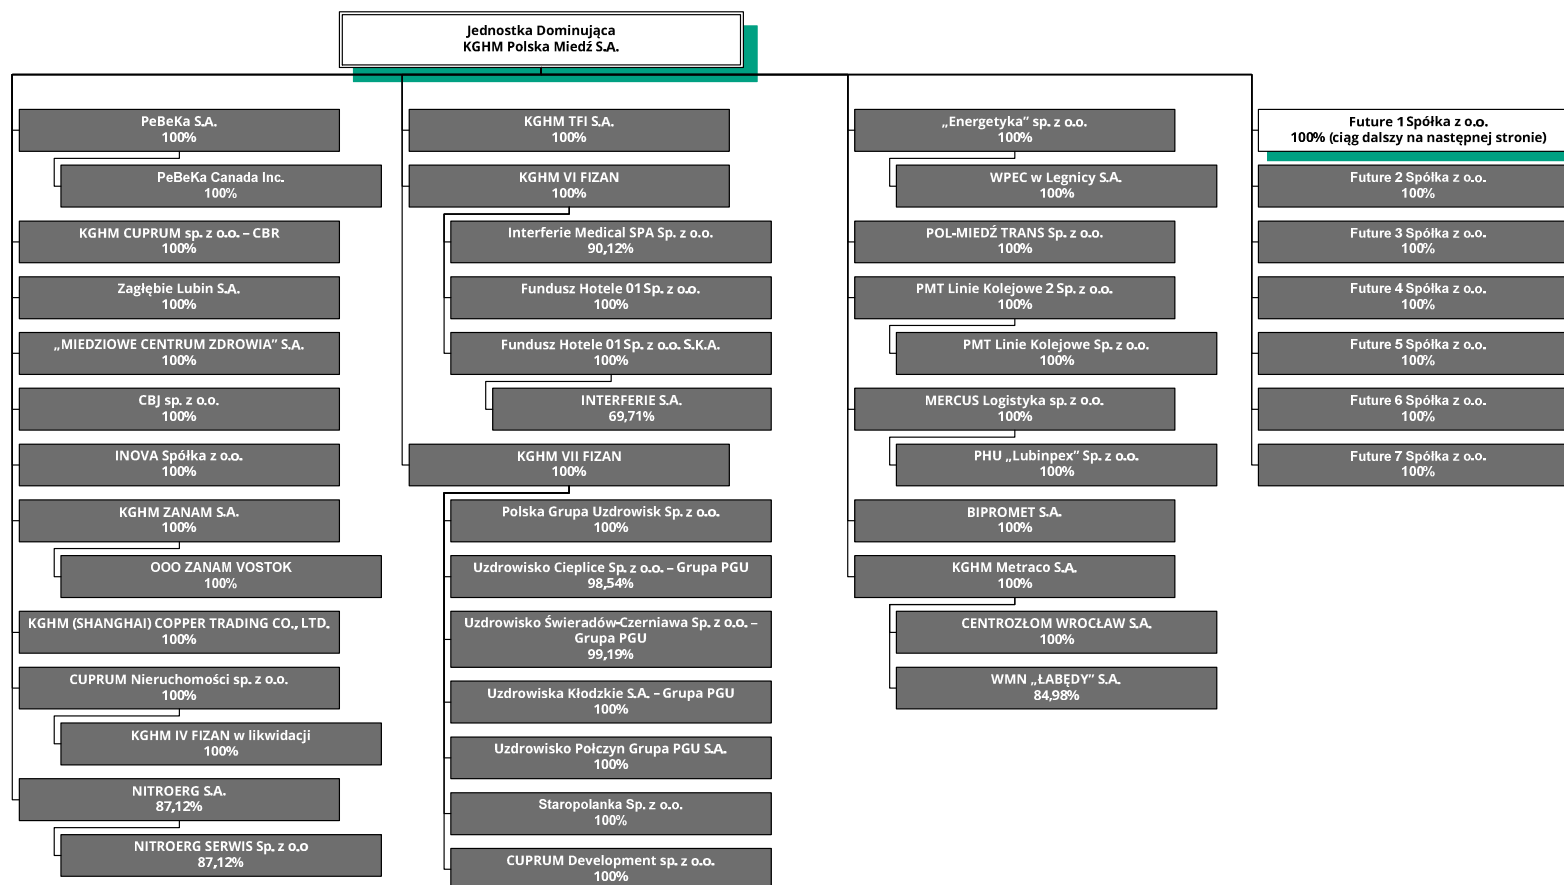 Jednostka Dominująca
KGHM Polska Miedź S.A.
PeBeKa S.A.
100%
PeBeKa Canada Inc.
100%
KGHM CUPRUM sp. z o.o. – CBR
100%
Zagłębie Lubin S.A.
100%
„MIEDZIOWE CENTRUM ZDROWIA” S.A.
100%
CBJ sp. z o.o.
100%
INOVA Spółka z o.o.
100%
KGHM ZANAM S.A.
100%
OOO ZANAM VOSTOK
100%
KGHM (SHANGHAI) COPPER TRADING CO., LTD.
100%
CUPRUM Nieruchomości sp. z o.o.
100%
KGHM IV FIZAN w likwidacji
100%
NITROERG S.A.
87,12%
NITROERG SERWIS Sp. z o.o
87,12%
KGHM TFI S.A.
100%
KGHM VI FIZAN
100%
Interferie Medical SPA Sp. z o.o.
90,12%
Fundusz Hotele 01 Sp. z o.o.
100%
Fundusz Hotele 01 Sp. z o.o. S.K.A.
100%
INTERFERIE S.A.
69,71%
KGHM VII FIZAN
100%
Polska Grupa Uzdrowisk Sp. z o.o.
100%
Uzdrowisko Cieplice Sp. z o.o. – Grupa PGU
98,54%
Uzdrowisko Świeradów-Czerniawa Sp. z o.o. –
Grupa PGU
99,19%
Uzdrowiska Kłodzkie S.A. – Grupa PGU
100%
Uzdrowisko Połczyn Grupa PGU S.A.
100%
Staropolanka Sp. z o.o.
100%
CUPRUM Development sp. z o.o.
100%
„Energetyka” sp. z o.o.
100%
WPEC w Legnicy S.A.
100%
POL-MIEDŹ TRANS Sp. z o.o.
100%
PMT Linie Kolejowe 2 Sp. z o.o.
100%
PMT Linie Kolejowe Sp. z o.o.
100%
MERCUS Logistyka sp. z o.o.
100%
PHU „Lubinpex” Sp. z o.o.
100%
BIPROMET S.A.
100%
KGHM Metraco S.A.
100%
CENTROZŁOM WROCŁAW S.A.
100%
WMN „ŁABĘDY” S.A.
84,98%
Future 1 Spółka z o.o.
100% (ciąg dalszy na następnej stronie)
Future 2 Spółka z o.o.
100%
Future 3 Spółka z o.o.
100%
Future 4 Spółka z o.o.
100%
Future 5 Spółka z o.o.
100%
Future 6 Spółka z o.o.
100%
Future 7 Spółka z o.o.
100%